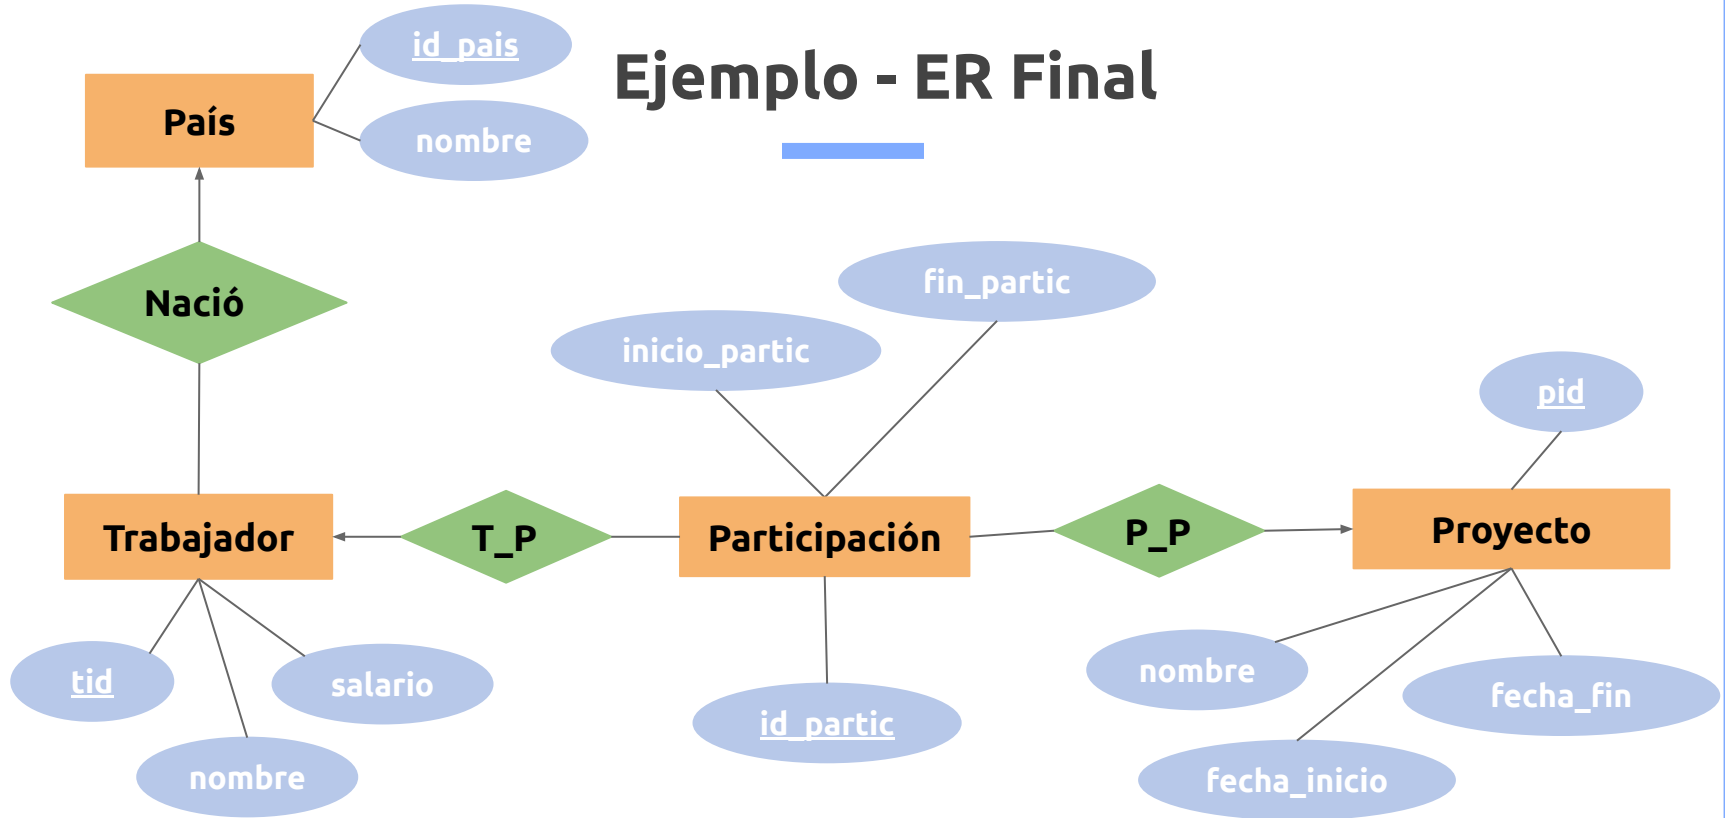 id_pais
Ejemplo - ER Final
País
nombre
Nació
fin_partic
inicio_partic
pid
Trabajador
T_P
Participación
P_P
Proyecto
tid
salario
nombre
id_partic
nombre
fecha_fin
fecha_inicio